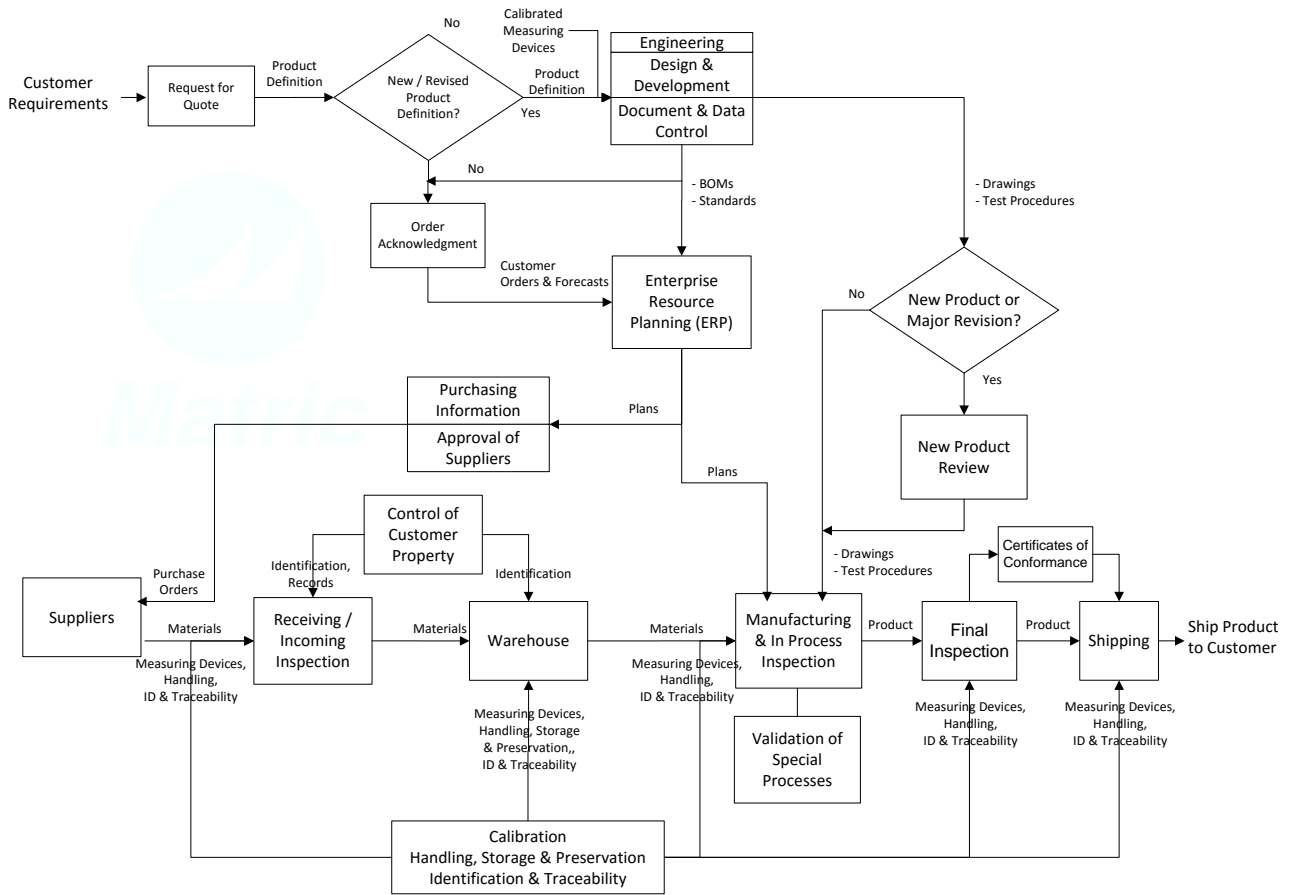 No
Calibrated
Measuring
Devices
Engineering
Customer
Requirements
Request for
Quote
Product
Definition
New / Revised
Product
Definition?
Product
Definition
Yes
Design &
Development
Document & Data
Control
No
- BOMs
- Standards
- Drawings
- Test Procedures
Order
Acknowledgment
Customer
Orders & Forecasts
Enterprise
Resource
Planning (ERP)
No
New Product or
Major Revision?
Yes
Matric
Purchasing
Information
Approval of
Suppliers
Plans
Plans
New Product
Review
Control of
Customer
Property
Identification,
Records
Identification
- Drawings
- Test Procedures
Certificates of
Conformance
Purchase
Orders
Suppliers
Materials
Measuring Devices,
Handling,
ID & Traceability
Receiving /
Incoming
Inspection
Materials
Warehouse
Materials
Measuring Devices,
Handling,
ID & Traceability
Manufacturing
& In Process
Inspection
Product
Final
Inspection
Product
Shipping
Ship Product
to Customer
Measuring Devices,
Handling, Storage
& Preservation,,
ID & Traceability
Validation of
Special
Processes
Measuring Devices,
Handling,
ID & Traceability
Measuring Devices,
Handling,
ID & Traceability
Calibration
Handling, Storage & Preservation
Identification & Traceability